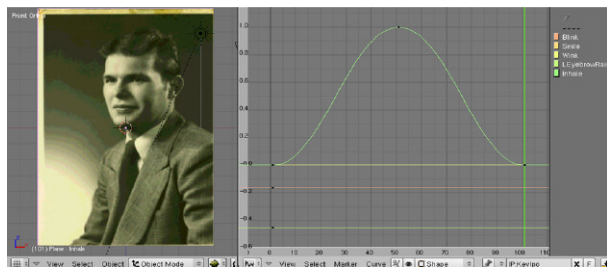 Front Ortho
(101) Plane : Inhale
View Select Object Object Mode
1.0
0.8
0.6
0.4
0.2
-0.0
-0.2
-0.4
-0.6
0 10 20 30 40 50 60 70 80 90 100 110
Blink
Smile
Wink
LEyebrowRai
Inhale
View Select Marker Curve Shape IP:KeyIpo X F